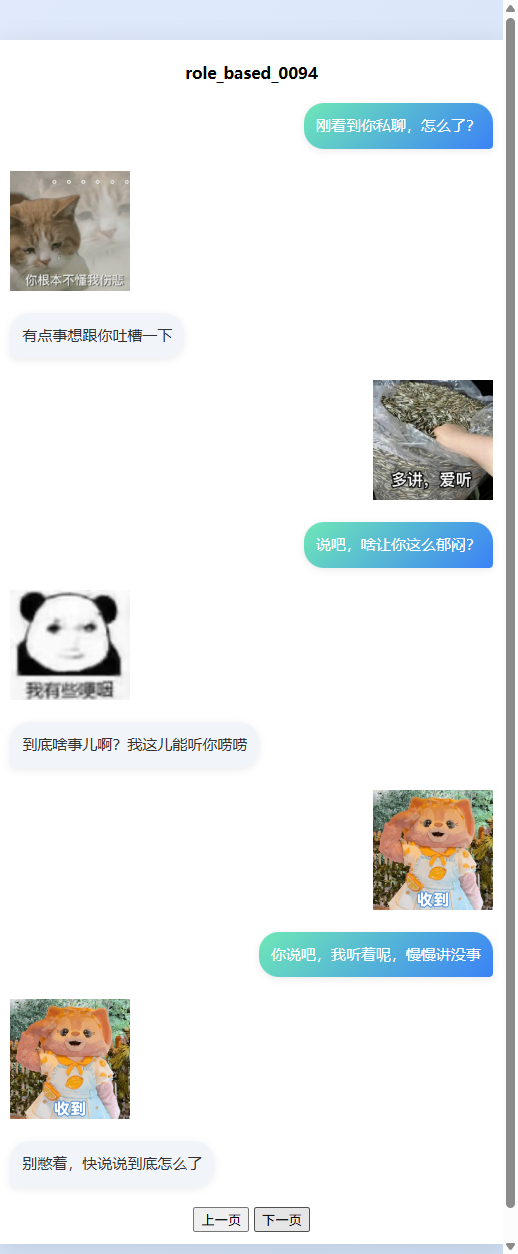 role_based_0094
刚看到你私聊，怎么了？
你根本不懂我伤悲
有点事想跟你吐槽一下
多讲，爱听
说吧，啥让你这么郁闷？
我有些哽咽
到底啥事儿啊？我这儿能听你唠唠
收到
你说吧，我听着呢，慢慢讲没事
收到
别憋着，快说说到底怎么了
上一页 下一页